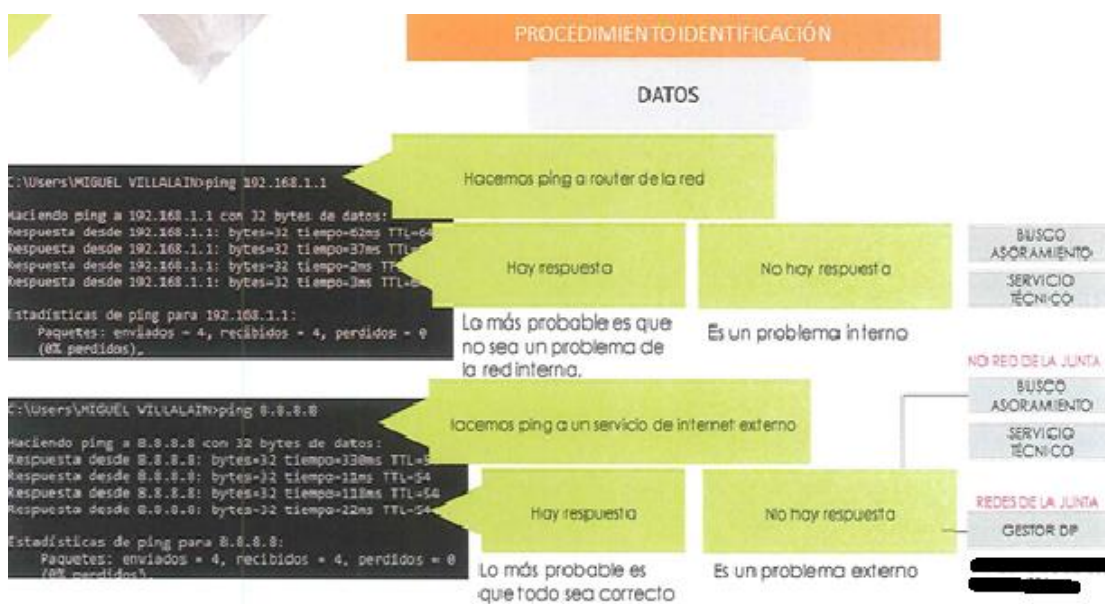 PROCEDIMIENTO IDENTIFICACIÓN
DATOS
C:\Users\MIGUEL VILLALAIN>ping 192.168.1.1
Haciendo ping a 192.168.1.1 con 32 bytes de datos:
Respuesta desde 192.168.1.1: bytes=32 tiempo=62ms TTL=64
Respuesta desde 192.168.1.1: bytes=32 tiempo=37ms
Respuesta desde 192.168.1.1: bytes=32 tiempo=2ms
Respuesta desde 192.168.1.1: bytes=32 tiempo=3ms
Estadísticas de ping para 192.168.1.1:
Paquetes: enviados = 4, recibidos = 4, perdidos = 0
(0% perdidos),
Hacemos ping a router de la red
Hay respuesta
No hay respuesta
BUSCO
ASORAMIENTO
SERVICIO
TÉCNICO
Lo más probable es que
no sea un problema de
la red interna.
Es un problema interno
C:\Users\MIGUEL VILLALAIN>ping 8.8.8.8
Haciendo ping a 8.8.8.8 con 32 bytes de datos:
Respuesta desde 8.8.8.8: bytes=32 tiempo=330ms
Respuesta desde 8.8.8.8: bytes=32 tiempo=11ms TTL=54
Respuesta desde 8.8.8.8: bytes=32 tiempo=118ms TTL=54
Respuesta desde 8.8.8.8: bytes=32 tiempo=22ms TTL=54
Estadísticas de ping para 8.8.8.8:
Paquetes: enviados = 4, recibidos = 4, perdidos = 0
(0% perdidos),
acemos ping a un servicio de internet externo
Hay respuesta
No hay respuesta
NO RED DE LA JUNTA
BUSCO
ASORAMIENTO
SERVICIO
TÉCNICO
REDES DE LA JUNTA
GESTOR DP
Lo más probable es
que todo sea correcto
Es un problema externo